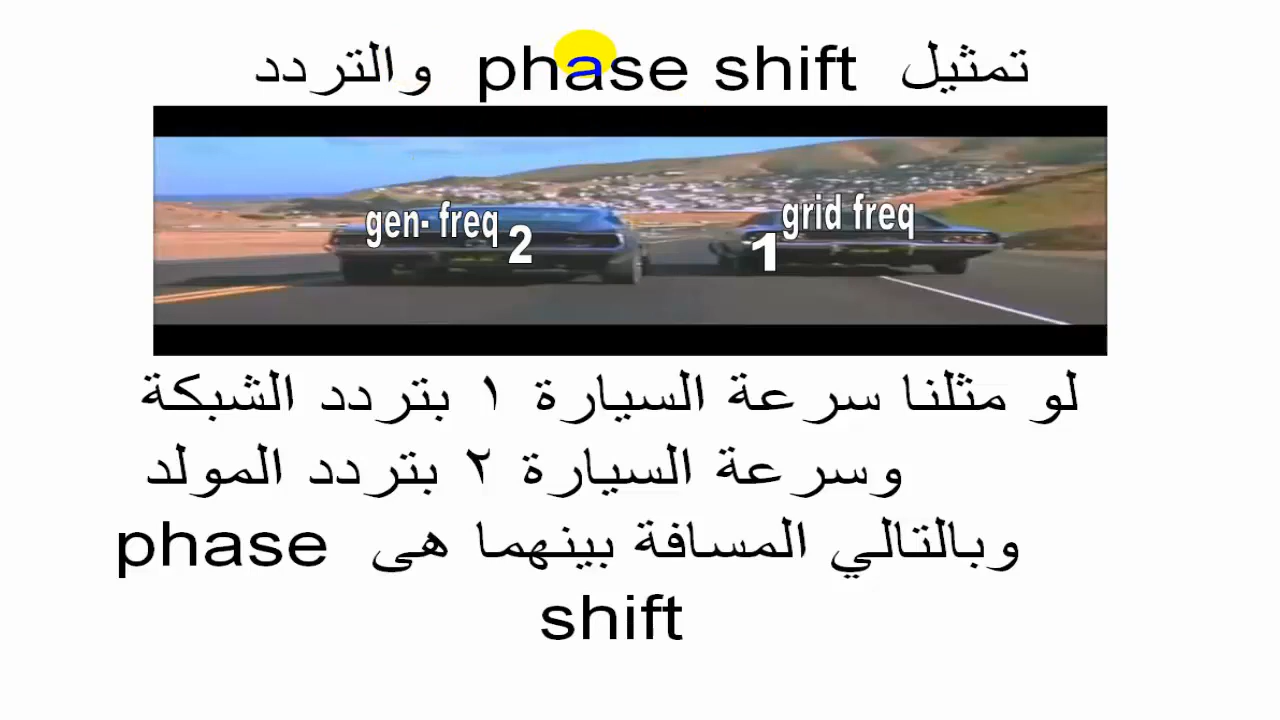 تمثيل phase shift والتردد
gen- freq 2
grid freq
1
لو مثلنا سرعة السيارة ١ بتردد الشبكة
وسرعة السيارة ٢ بتردد المولد
وبالتالي المسافة بينهما هى phase
shift